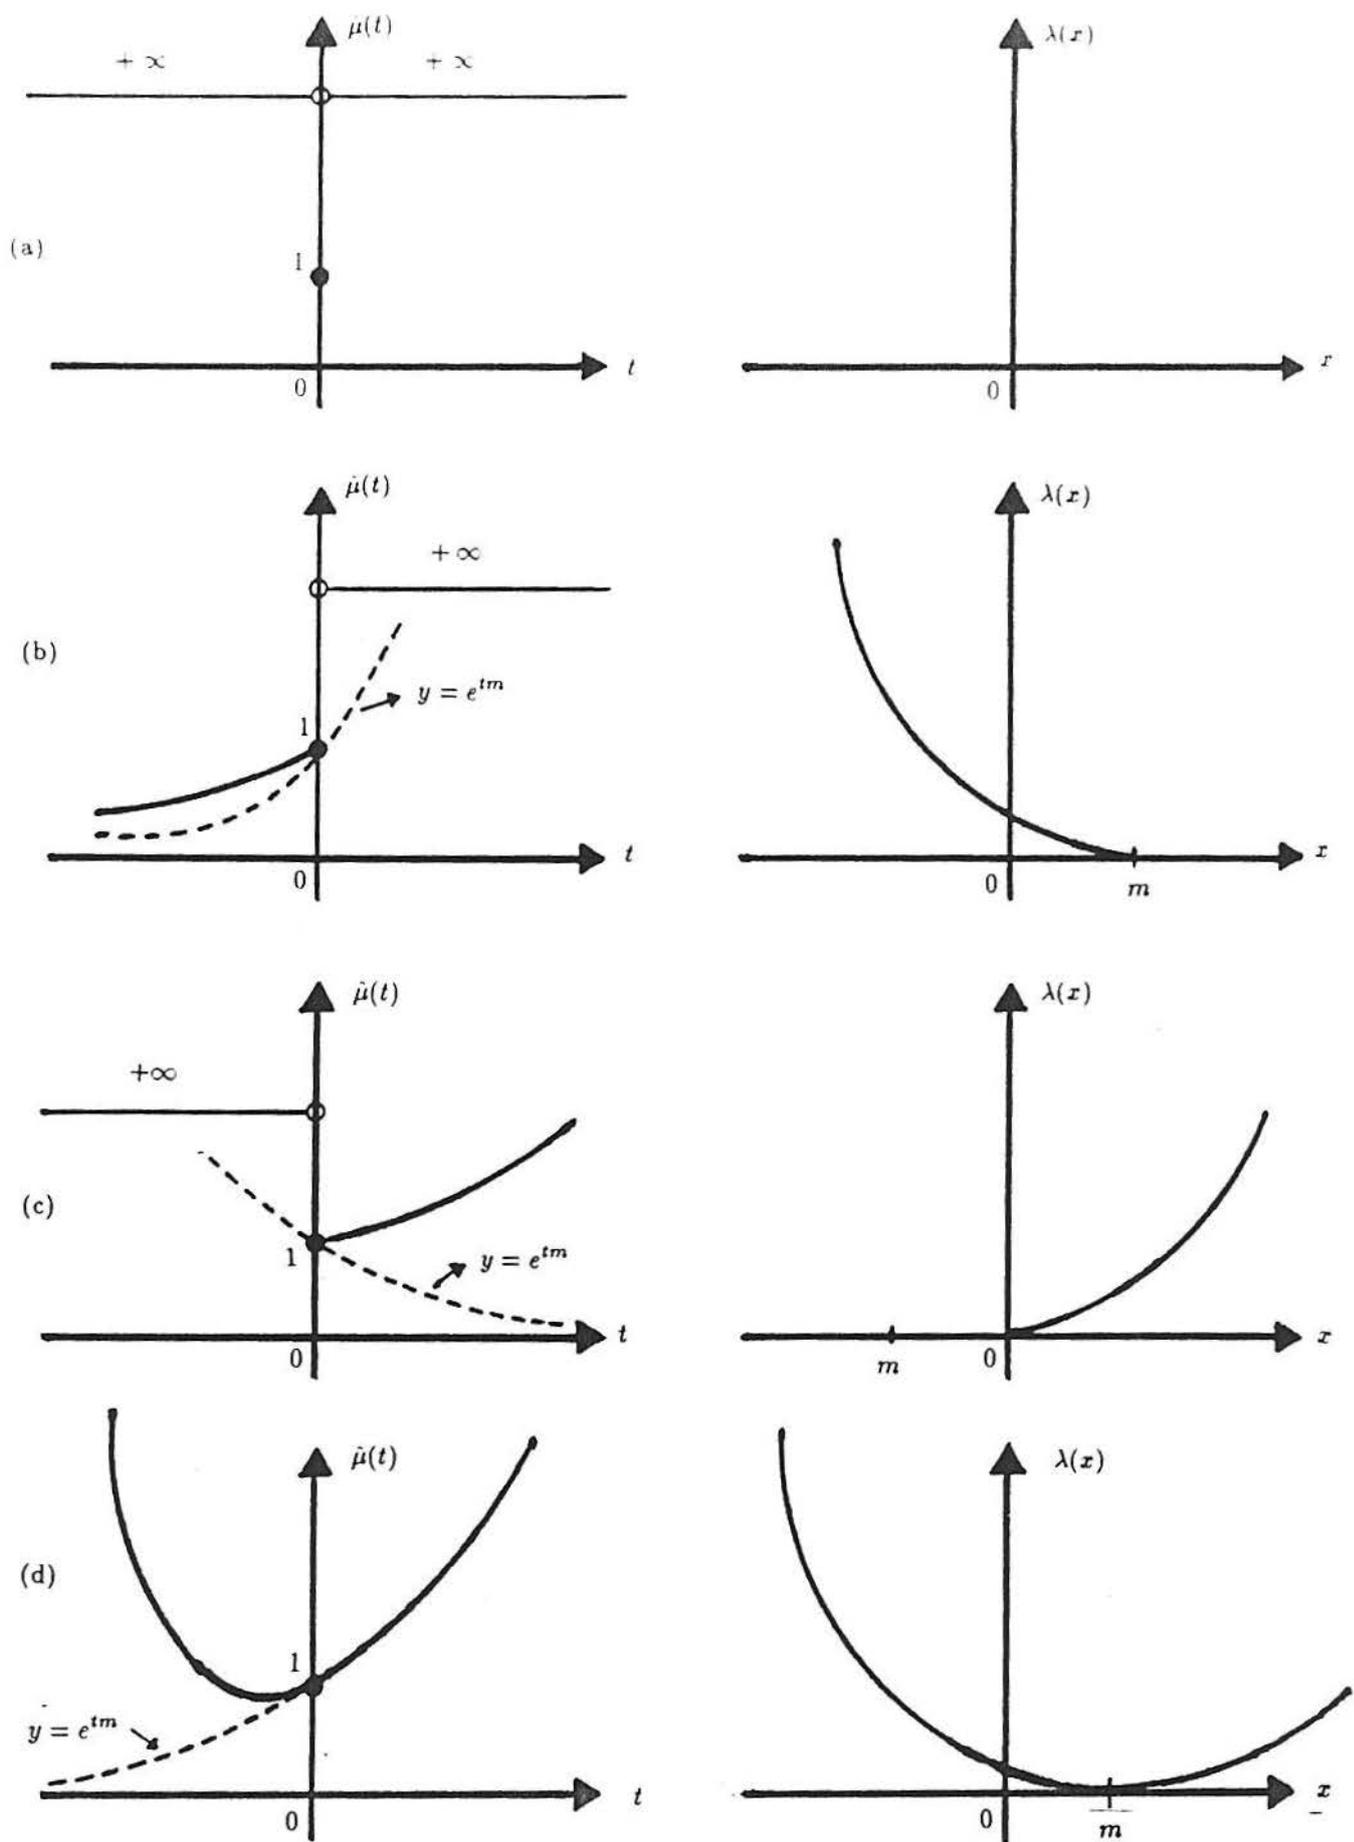 μ̂(t)
λ(x)
+ ∞
+ ∞
(a)
1
0
t
0
x
μ̂(t)
λ(x)
+ ∞
(b)
y = e^{tm}
1
0
t
0
m
x
μ̂(t)
λ(x)
+∞
(c)
1
y = e^{tm}
0
t
m
0
x
μ̂(t)
λ(x)
(d)
1
y = e^{tm}
0
t
0
m
x